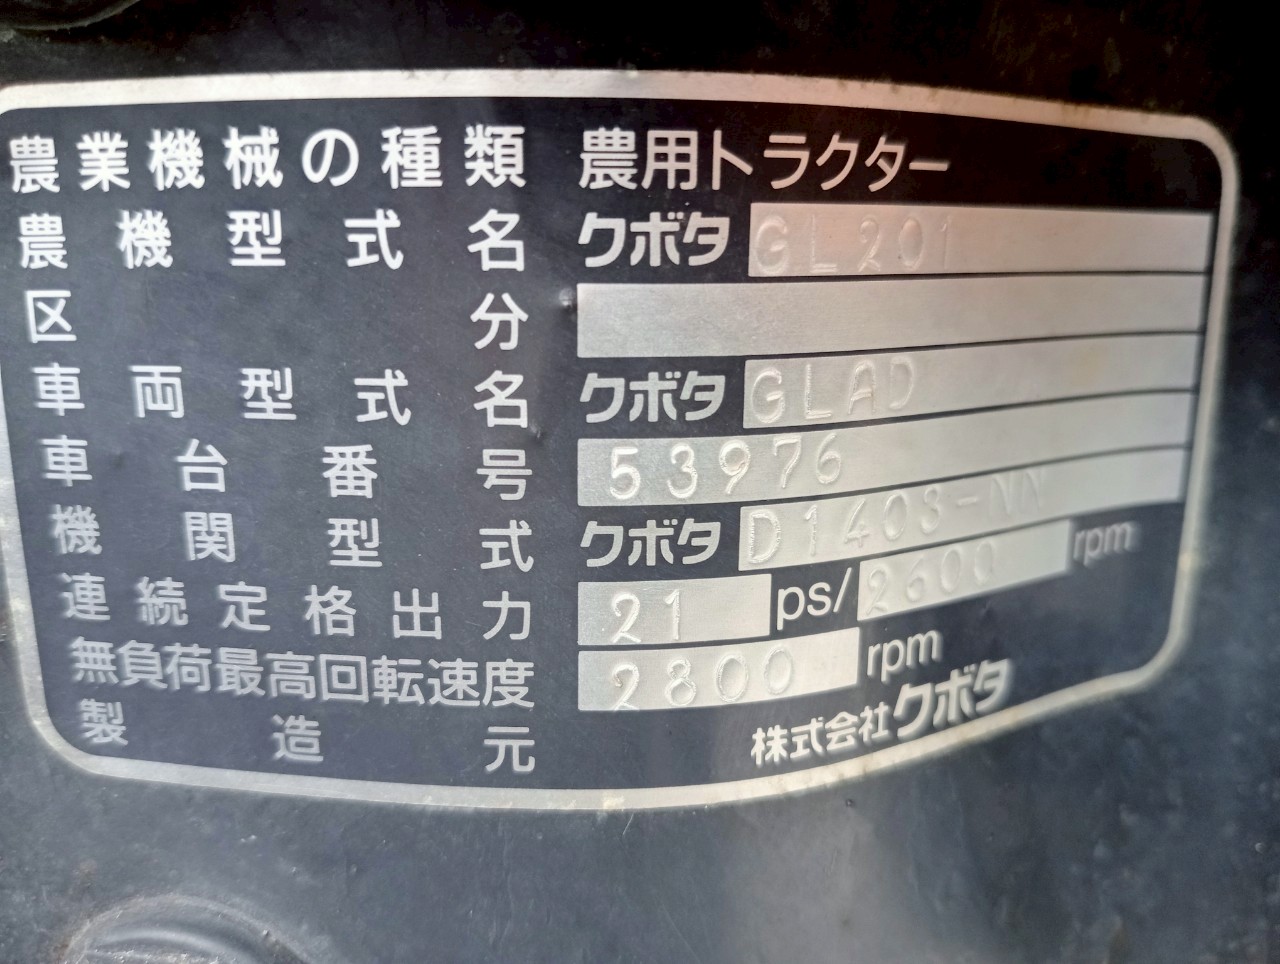 農業機械の種類 農用トラクター
農機型式名 クボタ GL201
区分
車両型式名 クボタ GLAD
車台番号 53976
機関型式 クボタ D1403-NN
連続定格出力 21 ps/2600 rpm
無負荷最高回転速度 2800 rpm
製造元 株式会社クボタ